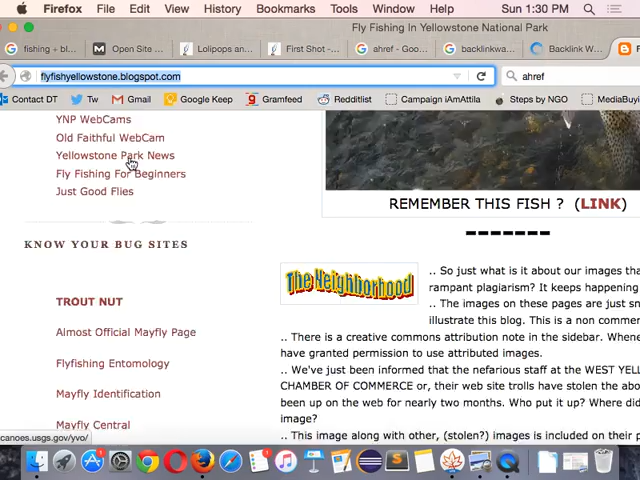 Firefox File Edit View History Bookmarks Tools Window Sun 1:30 PM
Fly Fishing In Yellowstone National Park
fishing + bl...
Open Site ...
Lolipops an
First Shot -...
ahref - Goo...
backlinkwa...
Backlink W...
flyfishyellowstone.blogspot.com
ahref
Contact DT
Tw
Gmail
Google Keep
Gramfeed
Redditlist
Campaign iAmAttila
Steps by NGO
MediaBuyi
YNP WebCams
Old Faithful WebCam
Yellowstone Park News
Fly Fishing For Beginners
Just Good Flies
KNOW YOUR BUG SITES
TROUT NUT
Almost Official Mayfly Page
Flyfishing Entomology
Mayfly Identification
Mayfly Central
canoes.usgs.gov/yvo/
REMEMBER THIS FISH ? (LINK)
The Neighborhood
.. So just what is it about our images tha
rampant plagiarism? It keeps happening
.. The images on these pages are just sn
illustrate this blog. This is a non commer
.. There is a creative commons attribution note in the sidebar. Whene
have granted permission to use attributed images.
.. We've just been informed that the nefarious staff at the WEST YEL
CHAMBER OF COMMERCE or, their web site trolls have stolen the abo
been up on the web for nearly two months. Who put it up? Where did
image?
.. This image along with other, (stolen?) images is included on their p